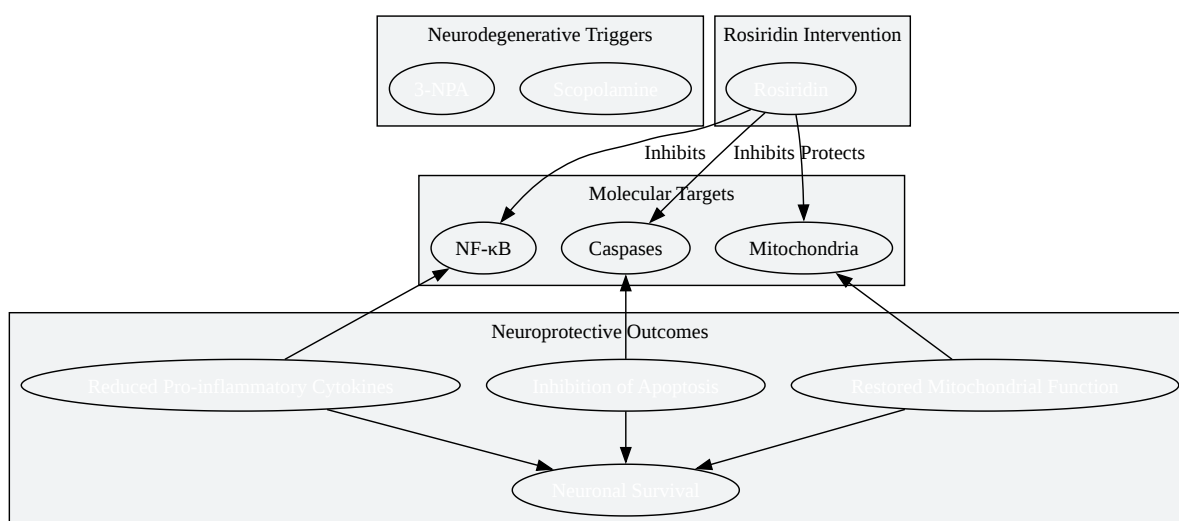 Neurodegenerative Triggers
Rosiridin Intervention
3-NPA
Scopolamine
Rosiridin
Inhibits
Inhibits
Protects
Molecular Targets
NF-κB
Caspases
Mitochondria
Neuroprotective Outcomes
Reduced Pro-inflammatory Cytokines
Inhibition of Apoptosis
Restored Mitochondrial Function
Neuronal Survival